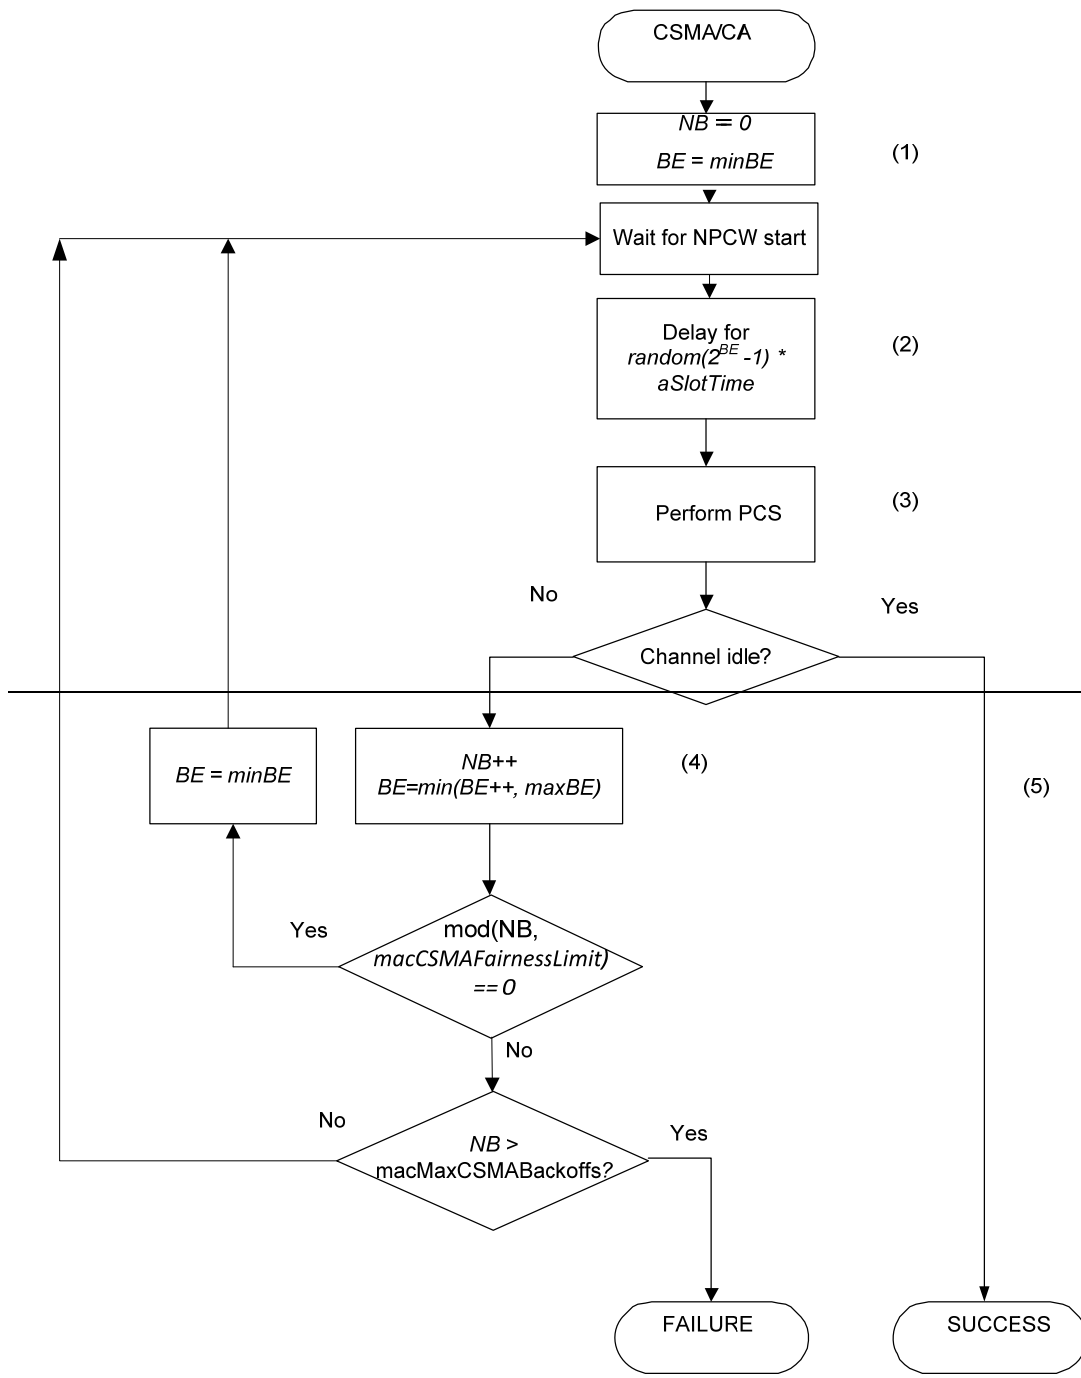 CSMA/CA
NB = 0
BE = minBE
(1)
Wait for NPCW start
Delay for
random(2^BE -1) *
aSlotTime
(2)
Perform PCS
(3)
No
Yes
Channel idle?
BE = minBE
NB++
BE=min(BE++, maxBE)
(4)
(5)
Yes
mod(NB,
macCSMAFairnessLimit)
== 0
No
No
NB >
macMaxCSMABackoffs?
Yes
FAILURE
SUCCESS